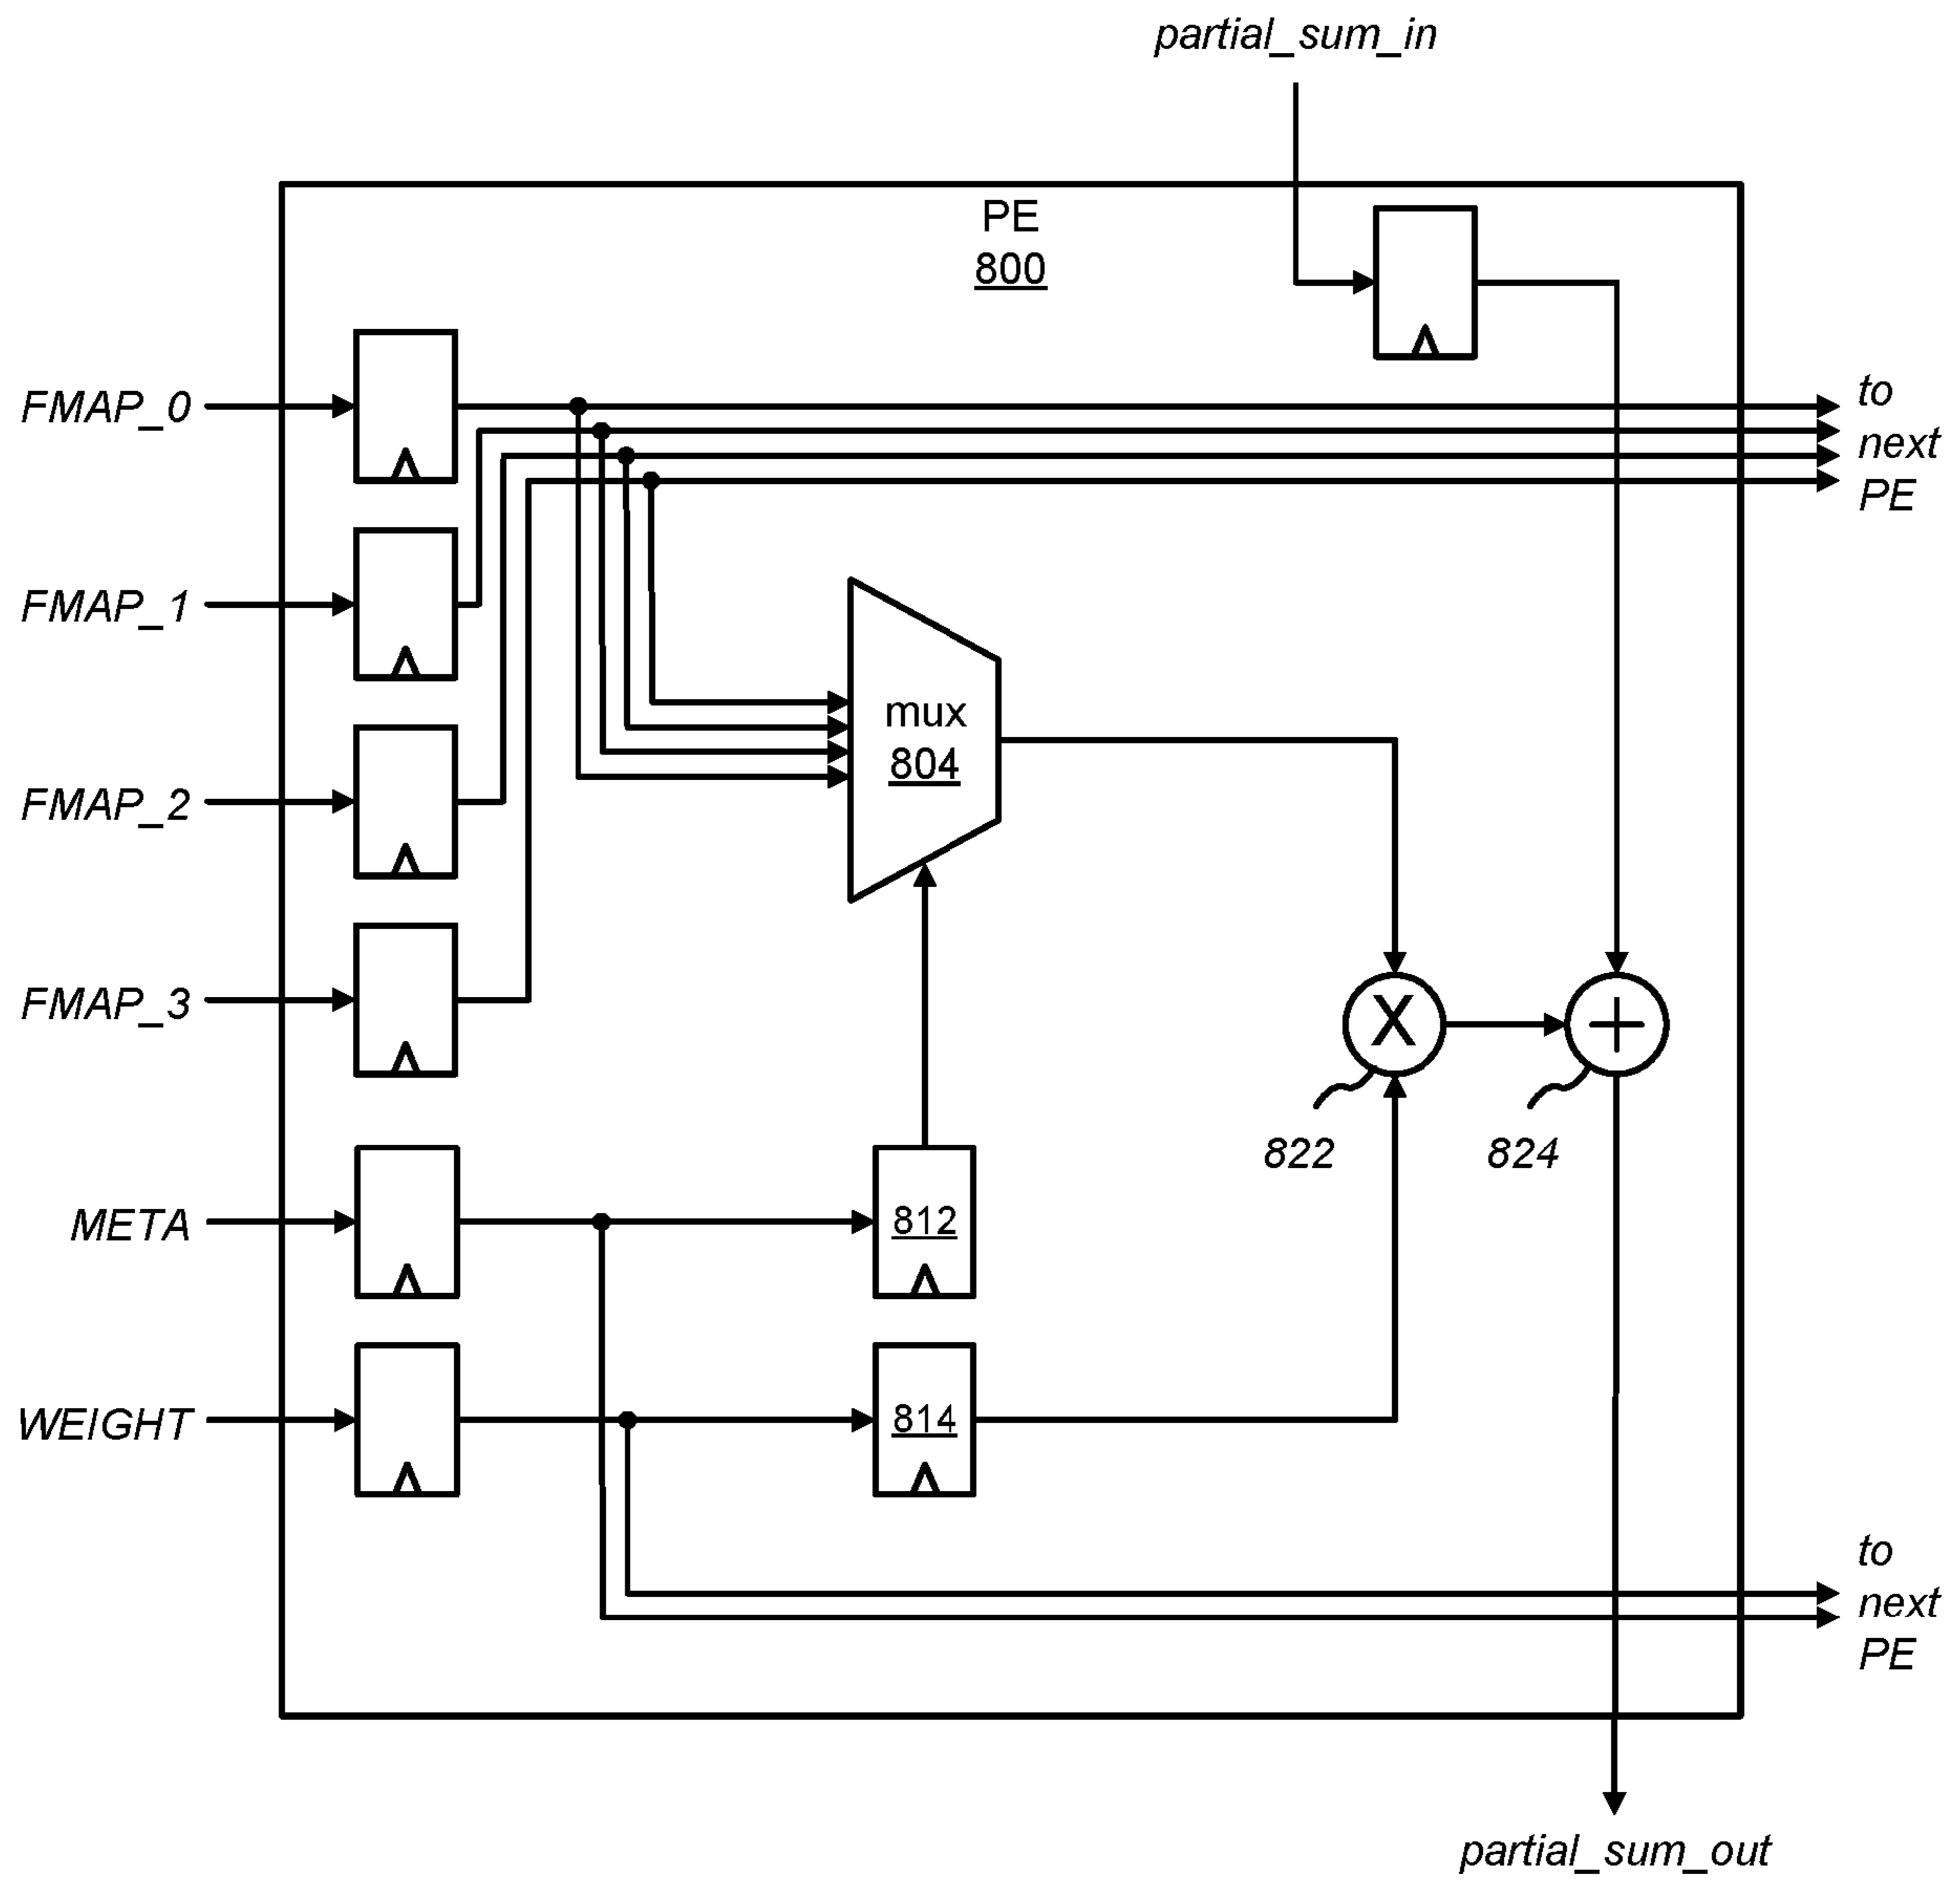 partial_sum_in
PE
800
FMAP_0
to
next
PE
FMAP_1
mux
804
FMAP_2
FMAP_3
X
+
822
824
META
812
WEIGHT
814
to
next
PE
partial_sum_out